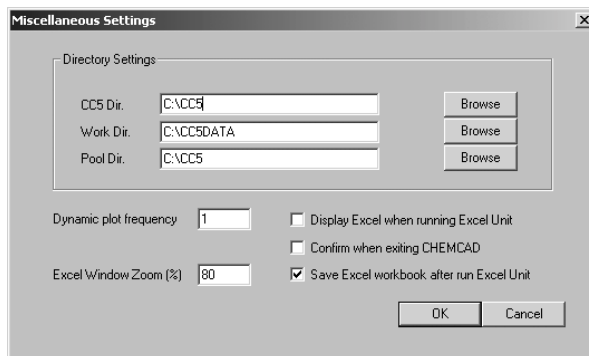 Miscellaneous Settings
Directory Settings
CC5 Dir. C:\CC5 Browse
Work Dir. C:\CC5DATA Browse
Pool Dir. C:\CC5 Browse
Dynamic plot frequency 1 Display Excel when running Excel Unit
Confirm when exiting CHEMCAD
Excel Window Zoom (%) 80 Save Excel workbook after run Excel Unit
OK Cancel